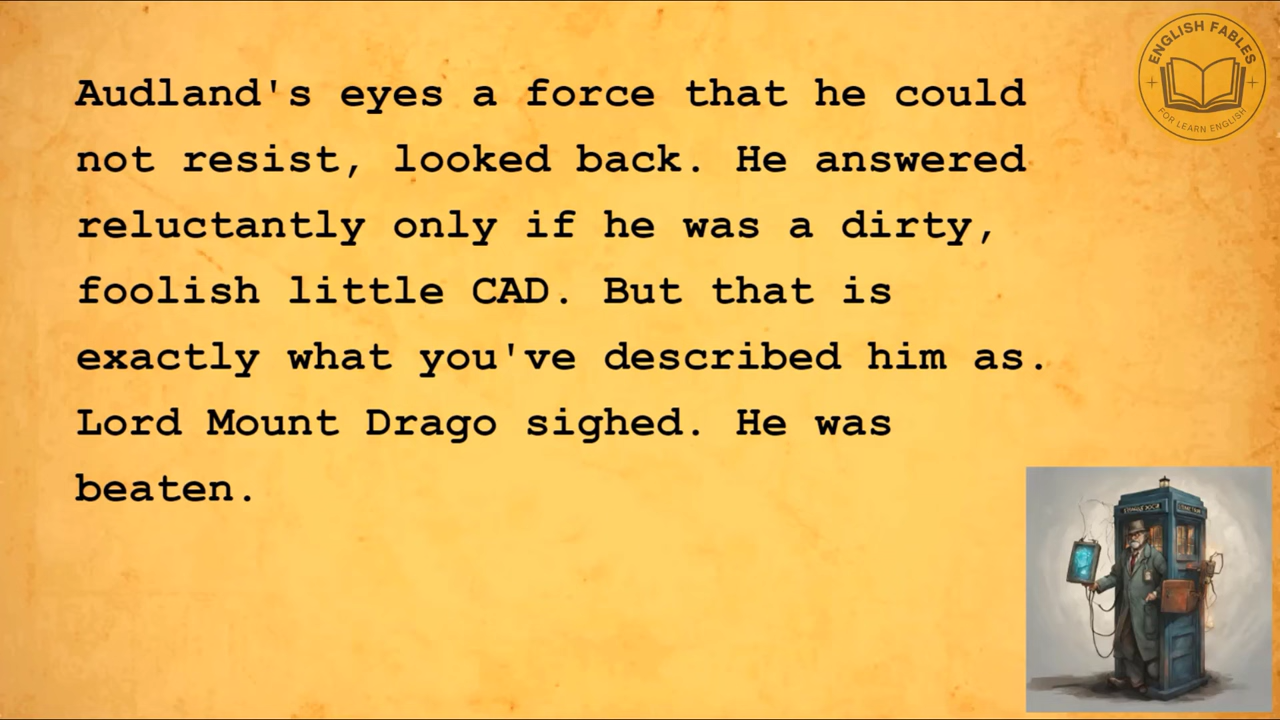 Audland's eyes a force that he could
not resist, looked back. He answered
reluctantly only if he was a dirty,
foolish little CAD. But that is
exactly what you've described him as.
Lord Mount Drago sighed. He was
beaten.
ENGLISH FABLES
FOR LEARN ENGLISH